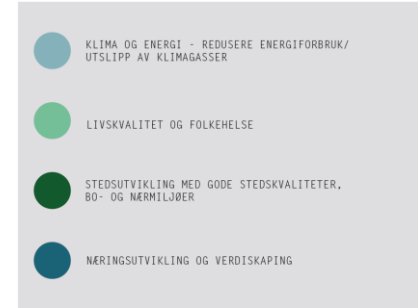 KLIMA OG ENERGI - REDUSERE ENERGIFORBRUK/
UTSLIPP AV KLIMAGASSER
LIVSKVALITET OG FOLKEHELSE
STEDSUTVIKLING MED GODE STEDSKVALITETER,
BO- OG NÆRMILJØER
NÆRINGSUTVIKLING OG VERDISKAPING